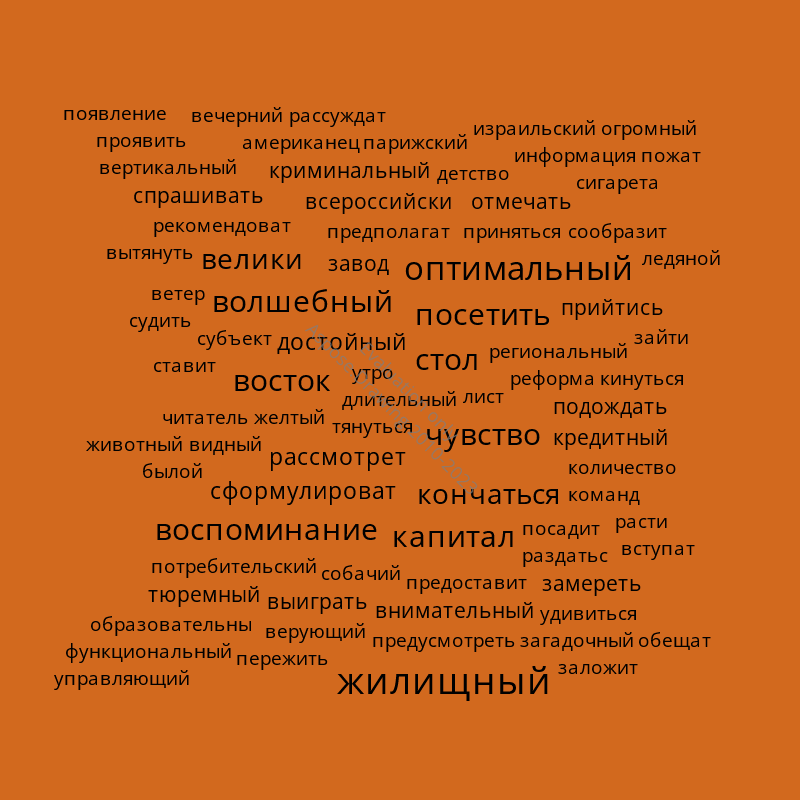 появление
вечерний рассуждат
израильский огромный
проявить
американец парижский
информация пожат
вертикальный
криминальный
детство
сигарета
спрашивать
всероссийски
отмечать
рекомендоват
предполагат
приняться сообразит
вытянуть
велики
завод
оптимальный
ледяной
ветер
волшебный
посетить
прийтись
судить
субъект
достойный
стол
региональный
зайти
ставит
восток
утро
реформа кинуться
длительный
лист
подождать
читатель желтый
тянуться
чувство
кредитный
животный видный
рассмотрет
былой
количество
сформулироват
кончаться
команд
воспоминание
капитал
посадит
расти
раздатьс
вступат
потребительский
собачий
предоставит
замереть
тюремный
выиграть
внимательный
удивиться
образовательны
верующий
предусмотреть загадочный обещат
функциональный
пережить
заложит
управляющий
жилищный